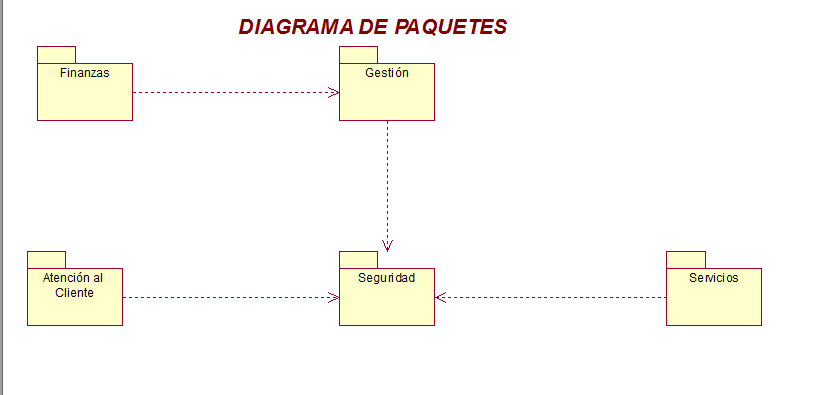 DIAGRAMA DE PAQUETES
Finanzas
Gestión
Atención al
Cliente
Seguridad
Servicios